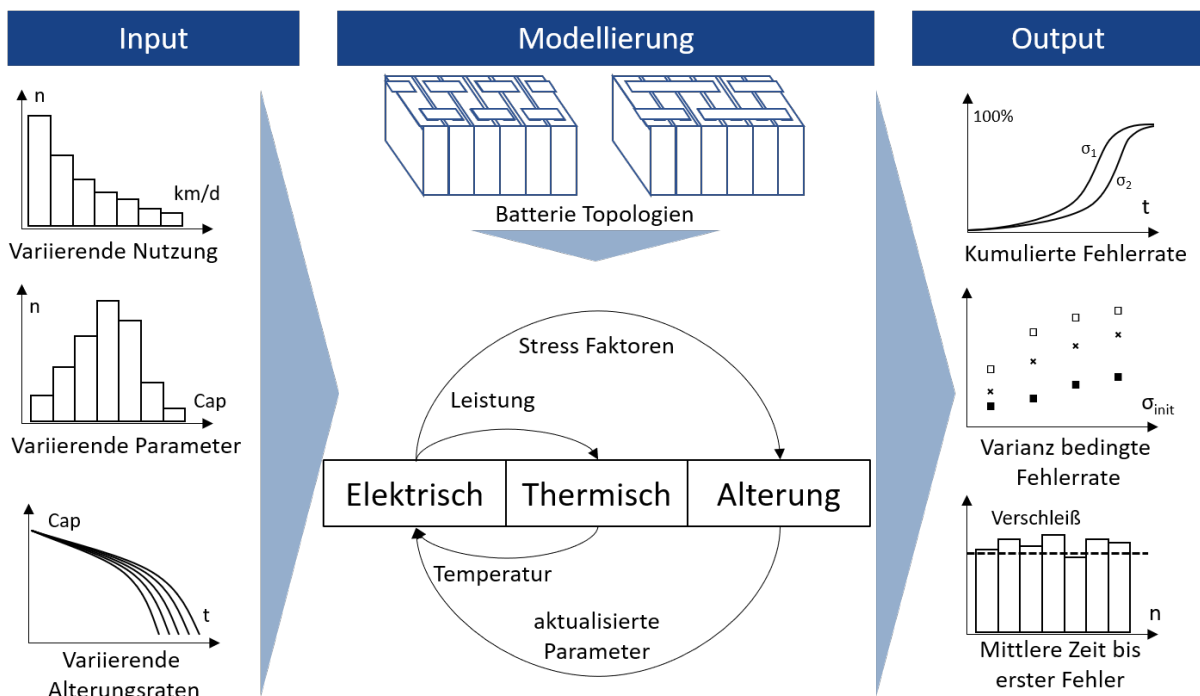 Input
n
km/d
Variierende Nutzung
n
Cap
Variierende Parameter
Cap
t
Variierende
Alterungsraten
Modellierung
Batterie Topologien
Stress Faktoren
Leistung
Elektrisch
Thermisch
Alterung
Temperatur
aktualisierte
Parameter
Output
100%
σ1
σ2
t
Kumulierte Fehlerrate
σinit
Varianz bedingte
Fehlerrate
Verschleiß
n
Mittlere Zeit bis
erster Fehler